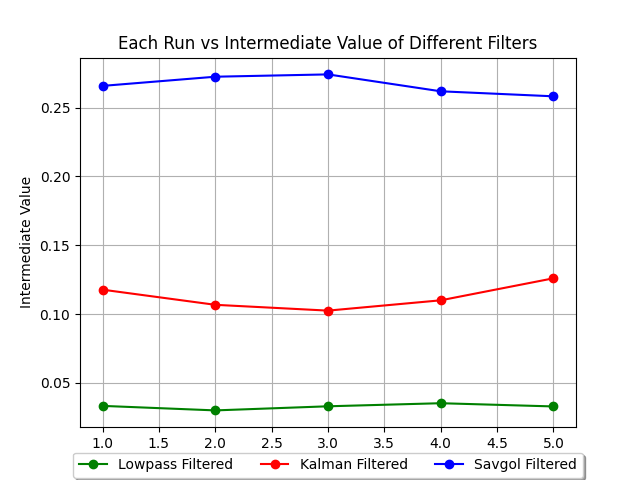 Each Run vs Intermediate Value of Different Filters
Intermediate Value
0.25
0.20
0.15
0.10
0.05
1.0 1.5 2.0 2.5 3.0 3.5 4.0 4.5 5.0
Lowpass Filtered Kalman Filtered Savgol Filtered